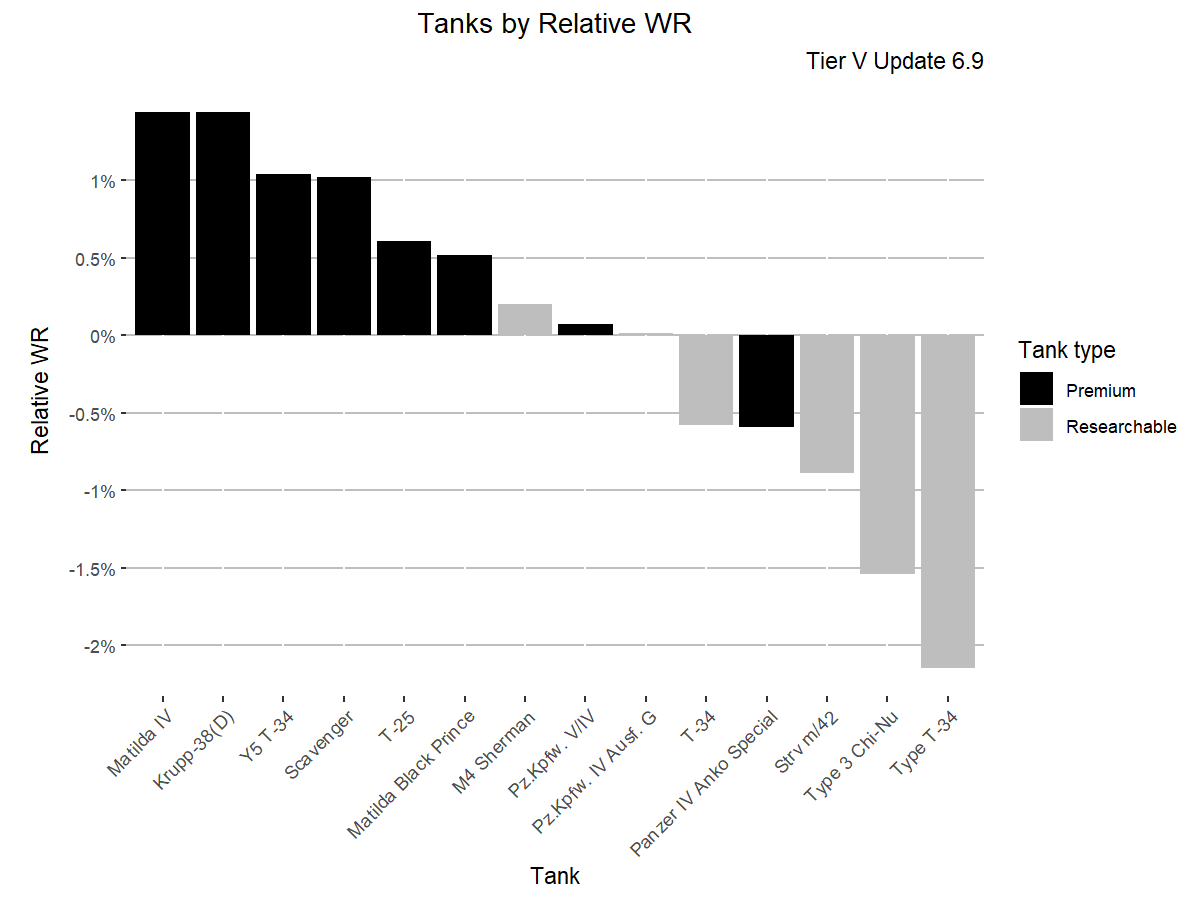 Tanks by Relative WR
Tier V Update 6.9
Relative WR
1%
0.5%
0%
-0.5%
-1%
-1.5%
-2%
Matilda IV
Krupp-38(D)
Y5 T-34
Scavenger
T-25
Matilda Black Prince
M4 Sherman
Pz.Kpfw. V/IV
Pz.Kpfw. IV Ausf. G
T-34
Panzer IV Anko Special
Strv m/42
Type 3 Chi-Nu
Type T-34
Tank
Tank type
Premium
Researchable